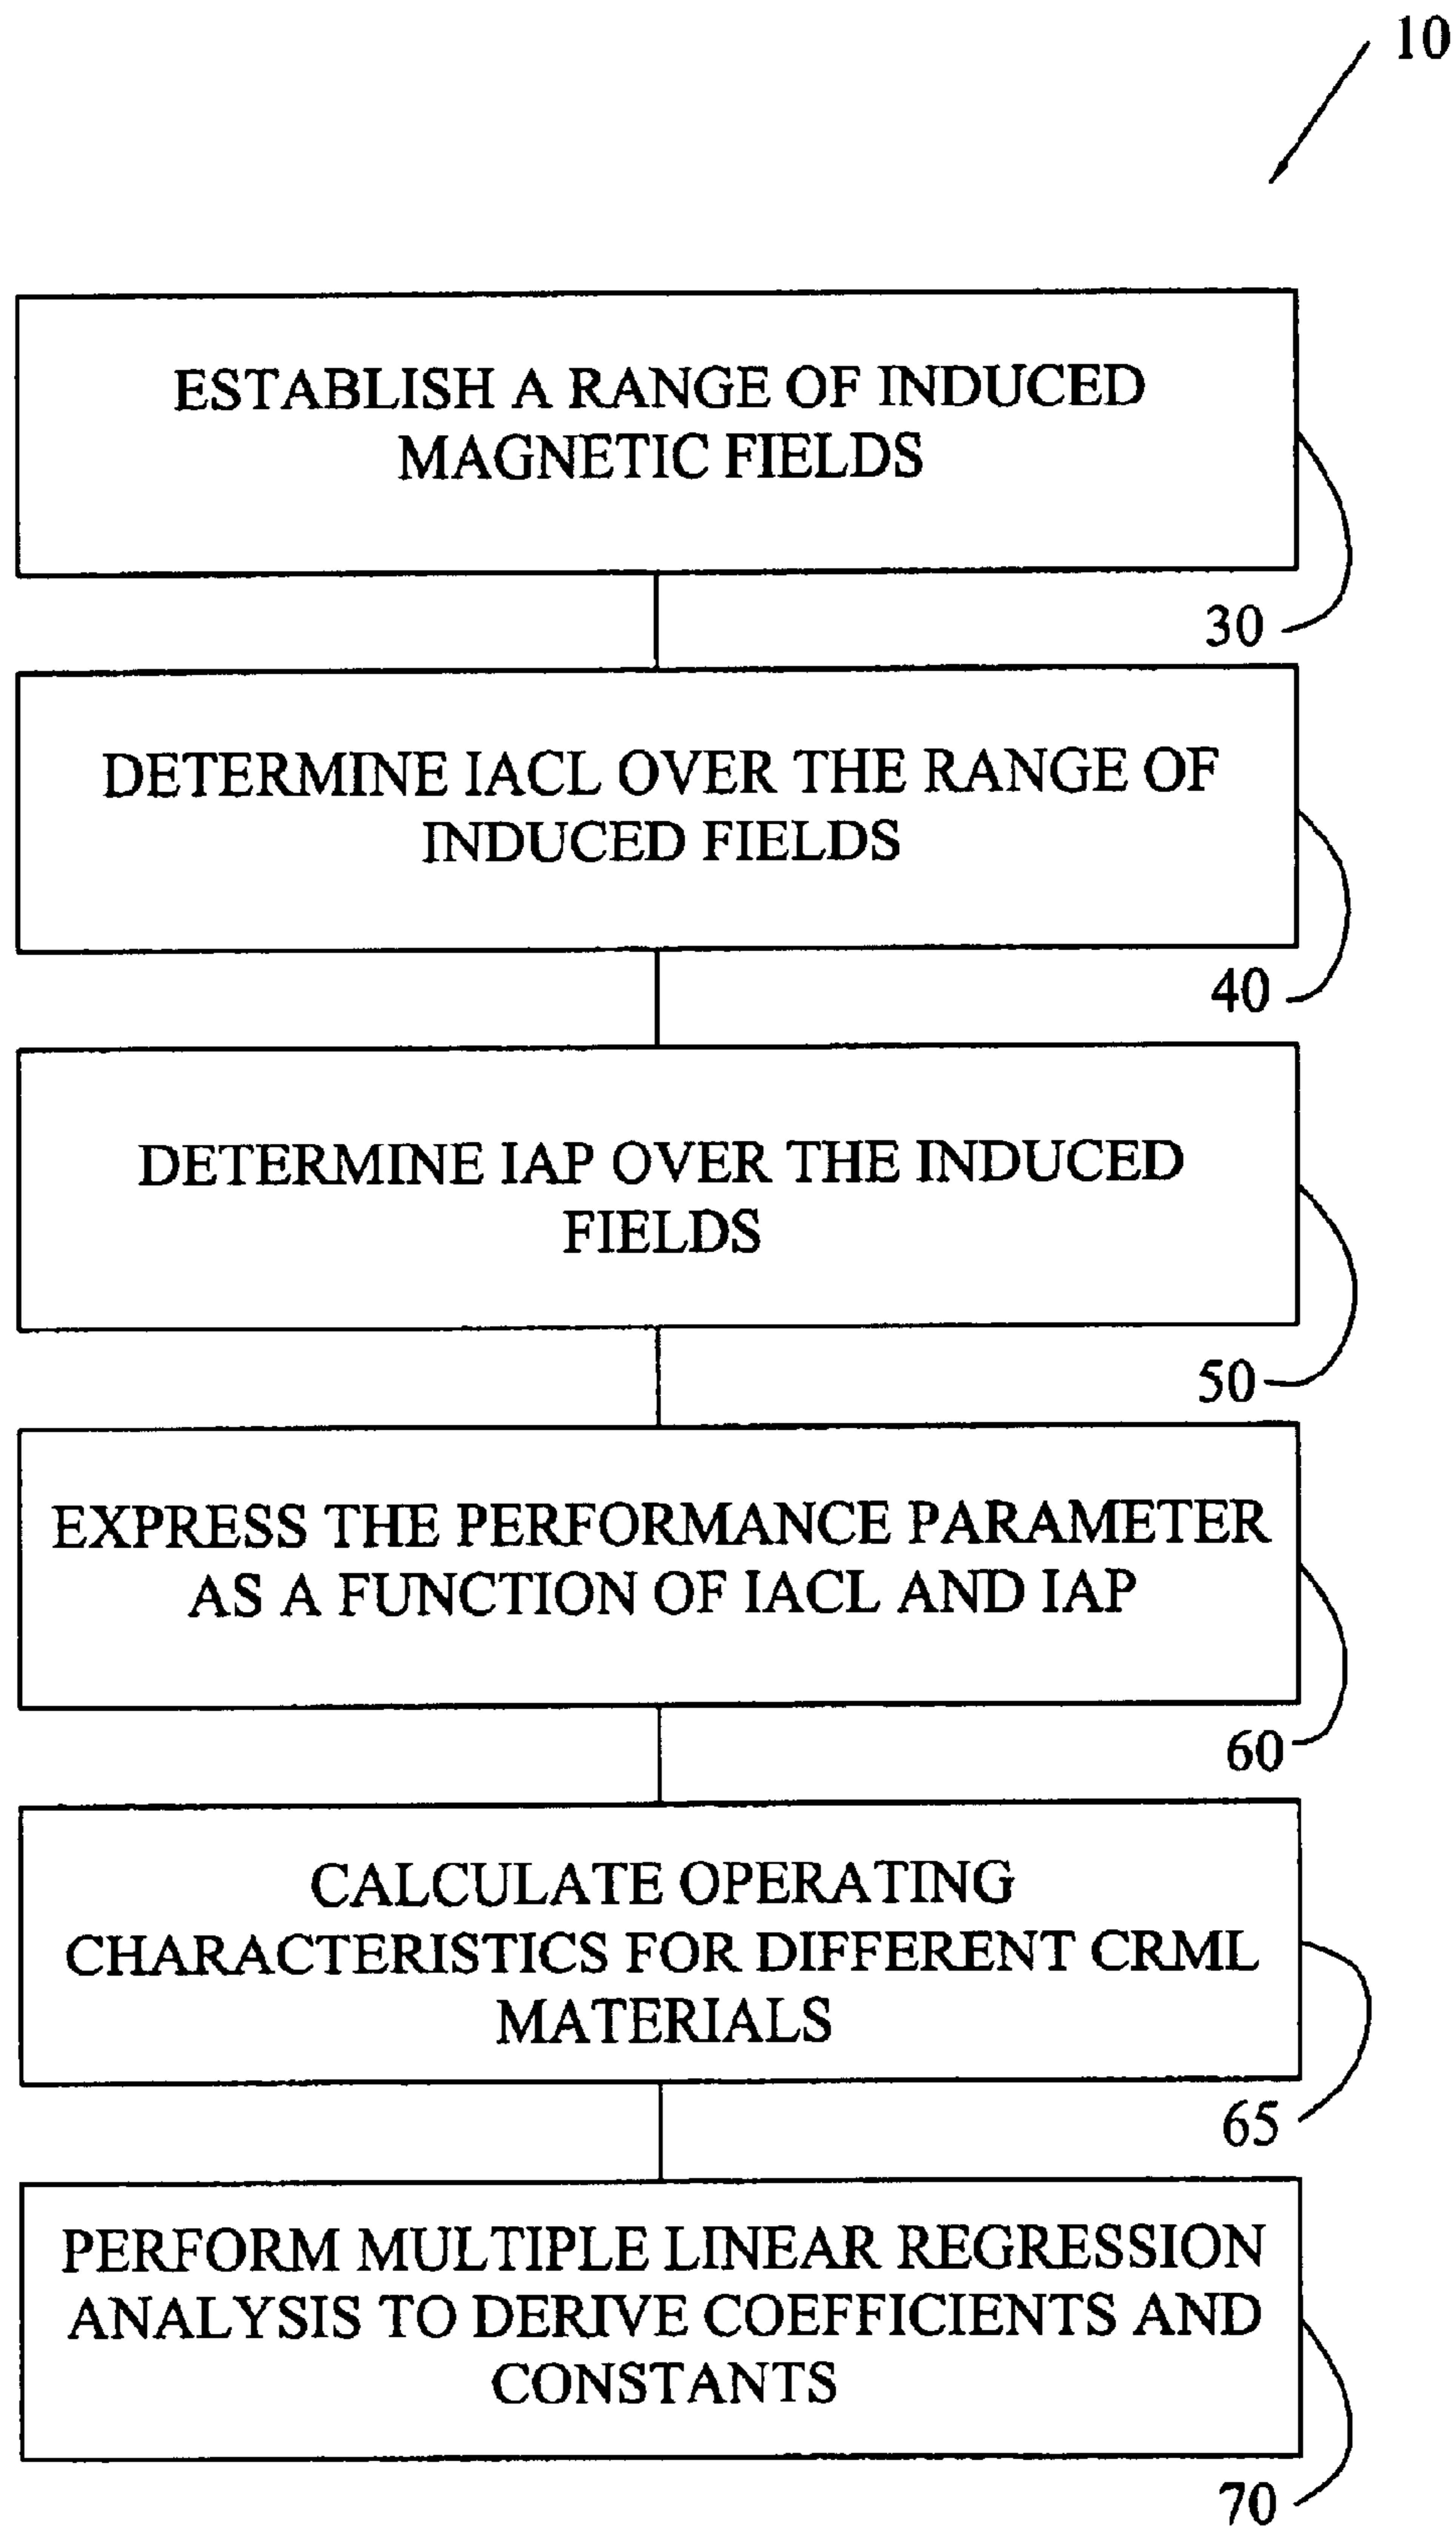 10
ESTABLISH A RANGE OF INDUCED
MAGNETIC FIELDS
30
DETERMINE IACL OVER THE RANGE OF
INDUCED FIELDS
40
DETERMINE IAP OVER THE INDUCED
FIELDS
50
EXPRESS THE PERFORMANCE PARAMETER
AS A FUNCTION OF IACL AND IAP
60
CALCULATE OPERATING
CHARACTERISTICS FOR DIFFERENT CRML
MATERIALS
65
PERFORM MULTIPLE LINEAR REGRESSION
ANALYSIS TO DERIVE COEFFICIENTS AND
CONSTANTS
70